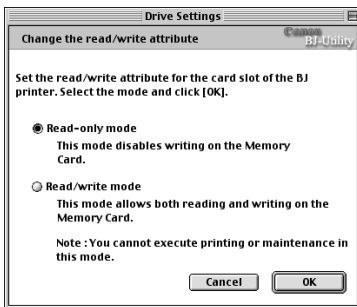 Drive Settings
Change the read/write attribute
Canon
BJ-Utility
Set the read/write attribute for the card slot of the BJ
printer. Select the mode and click [OK].
Read-only mode
This mode disables writing on the Memory
Card.
Read/write mode
This mode allows both reading and writing on the
Memory Card.
Note : You cannot execute printing or maintenance in
this mode.
Cancel
OK